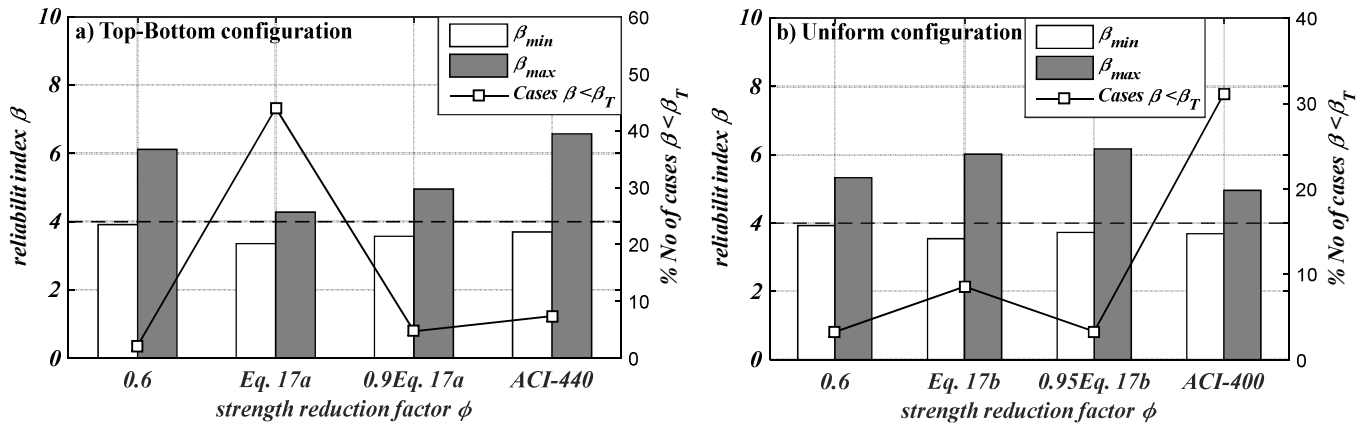 a) Top-Bottom configuration
β_min
β_max
Cases β<β_T
reliabilit index β
10
8
6
4
2
0
60
50
40
30
20
10
0
% No of cases β<β_T
0.6 Eq. 17a 0.9Eq. 17a ACI-440
strength reduction factor ϕ
b) Uniform configuration
β_min
β_max
Cases β<β_T
reliabilit index β
10
8
6
4
2
0
40
30
20
10
0
% No of cases β<β_T
0.6 Eq. 17b 0.95Eq. 17b ACI-400
strength reduction factor ϕ